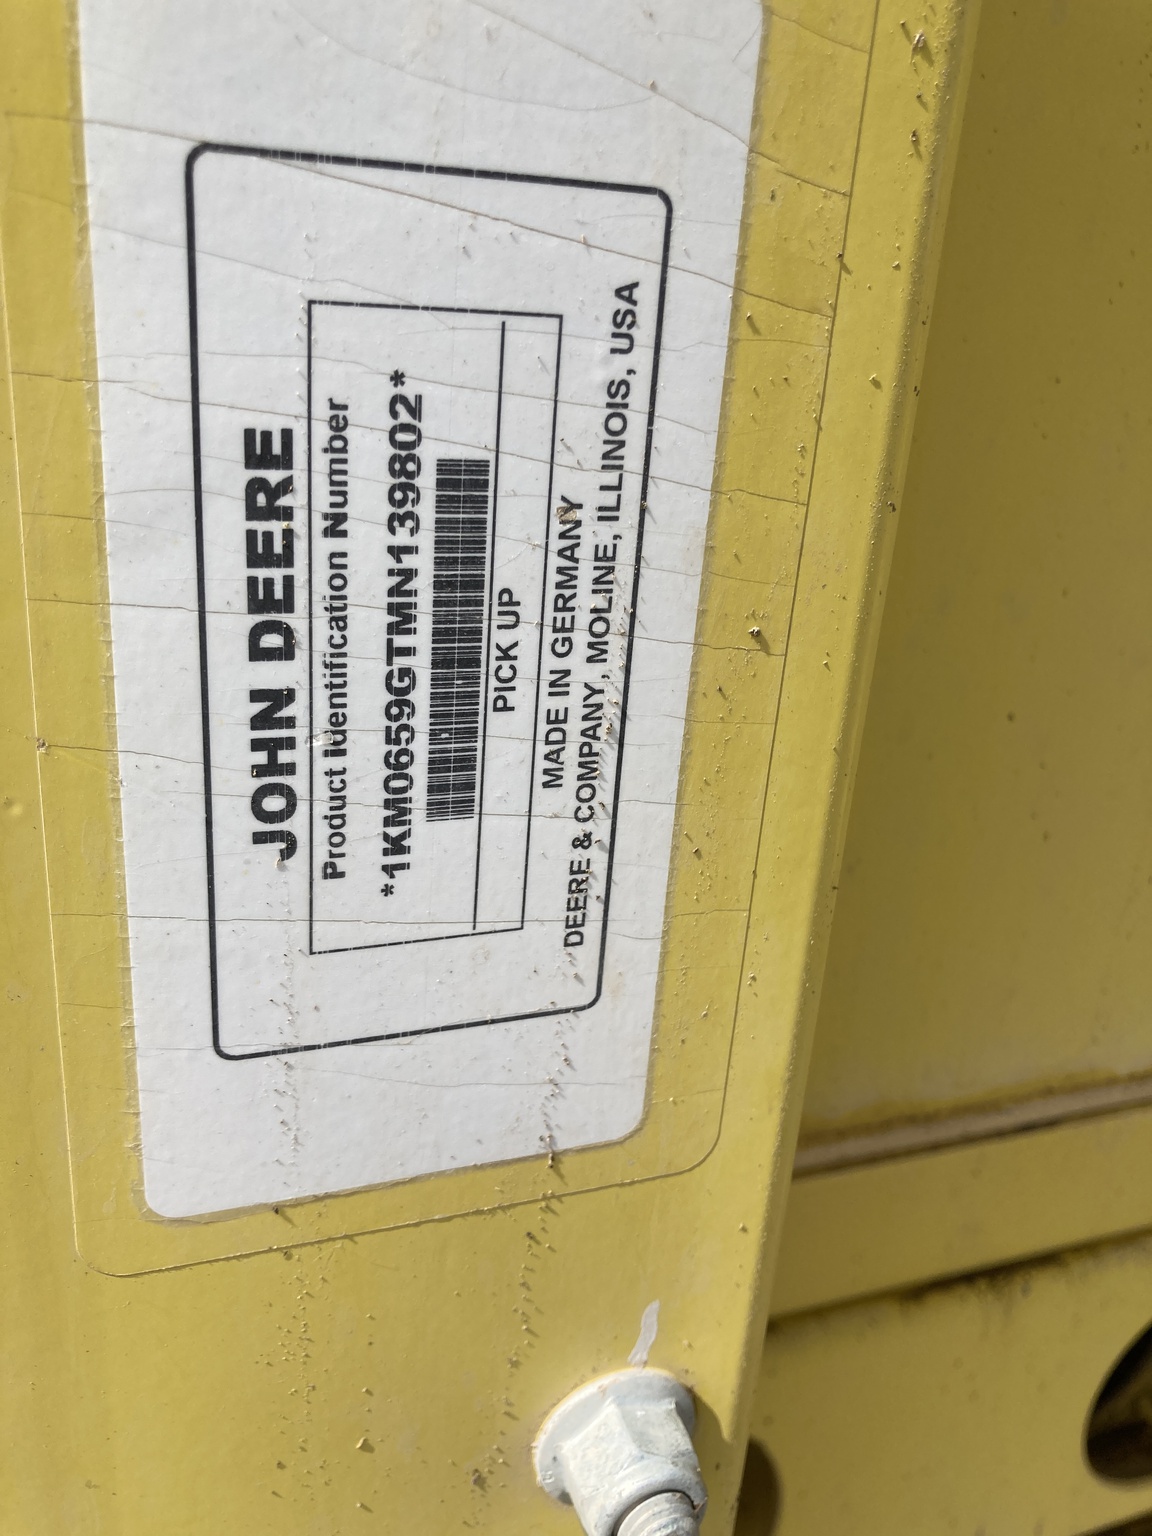 JOHN DEERE
Product Identification Number
*1KM0659GTMN139802*
PICK UP
MADE IN GERMANY
DEERE & COMPANY, MOLINE, ILLINOIS, USA